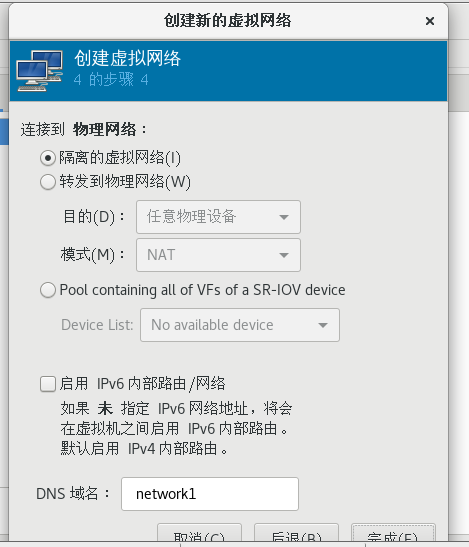 创建新的虚拟网络
创建虚拟网络
4 的步骤 4
连接到 物理网络：
隔离的虚拟网络(I)
转发到物理网络(W)
目的(D)： 任意物理设备
模式(M)： NAT
Pool containing all of VFs of a SR-IOV device
Device List: No available device
启用 IPv6 内部路由/网络
如果 未 指定 IPv6 网络地址，将会
在虚拟机之间启用 IPv6 内部路由。
默认启用 IPv4 内部路由。
DNS 域名： network1
取消(C) 后退(B) 完成(F)